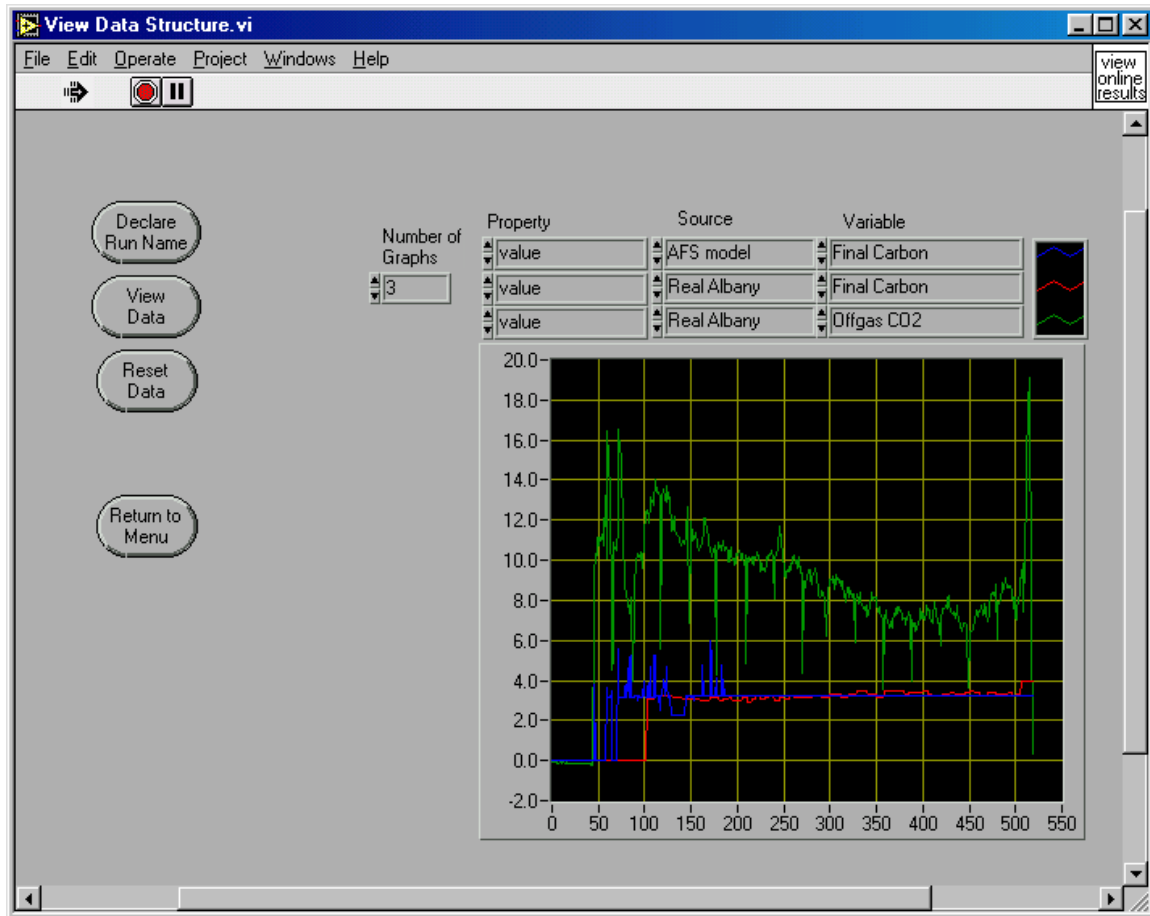 View Data Structure.vi
File Edit Operate Project Windows Help
view
online
results
Declare
Run Name
View
Data
Reset
Data
Return to
Menu
Number of
Graphs
3
Property Source Variable
value AFS model Final Carbon
value Real Albany Final Carbon
value Real Albany Offgas CO2
20.0
18.0
16.0
14.0
12.0
10.0
8.0
6.0
4.0
2.0
0.0
-2.0
0 50 100 150 200 250 300 350 400 450 500 550